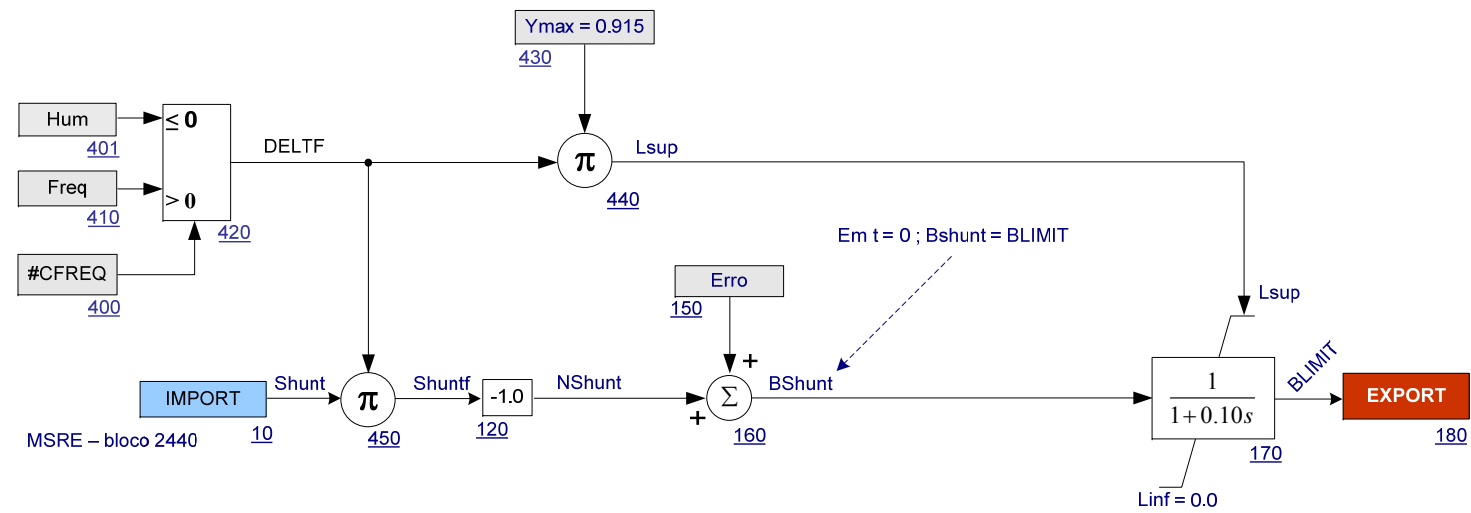 Ymax = 0.915
430
Hum
401
≤ 0
DELTF
π
Lsup
440
Freq
410
> 0
420
#CFREQ
400
Em t = 0 ; Bshunt = BLIMIT
Erro
150
+
Lsup
IMPORT
10
MSRE – bloco 2440
Shunt
π
450
Shuntf
-1.0
120
NShunt
+
Σ
160
BShunt
1
1+0.10s
170
Linf = 0.0
BLIMIT
EXPORT
180